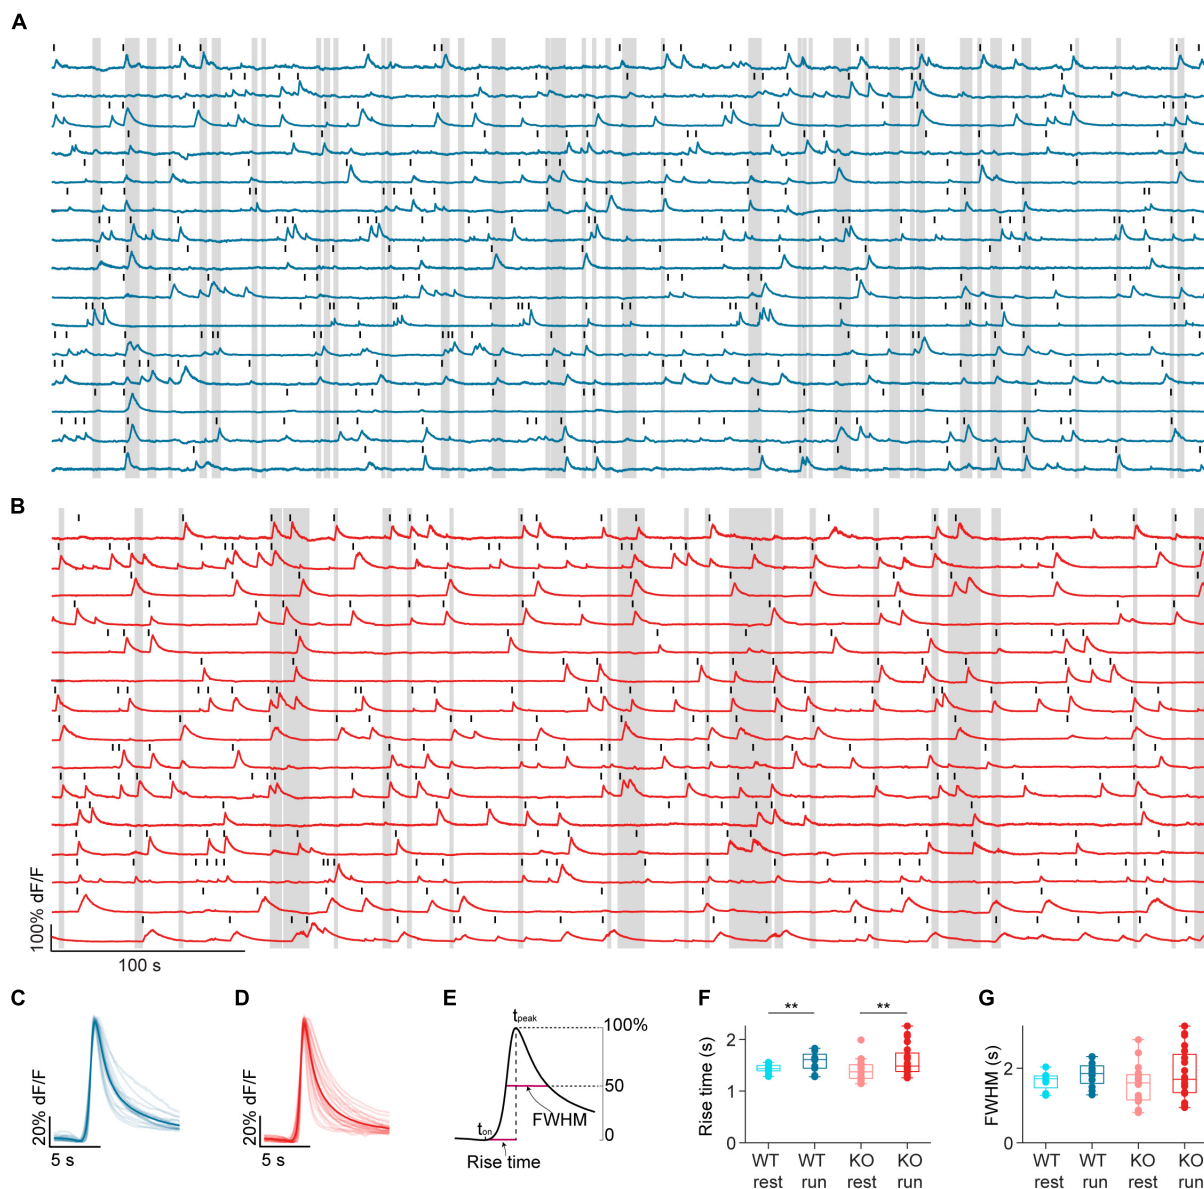 A
B
100% dF/F
100 s
C
D
E
F
G
20% dF/F
5 s
20% dF/F
5 s
tpeak
100%
50
FWHM
ton
0
Rise time
Rise time (s)
2
1
0
**
**
WT rest
WT run
KO rest
KO run
FWHM (s)
2
0
WT rest
WT run
KO rest
KO run